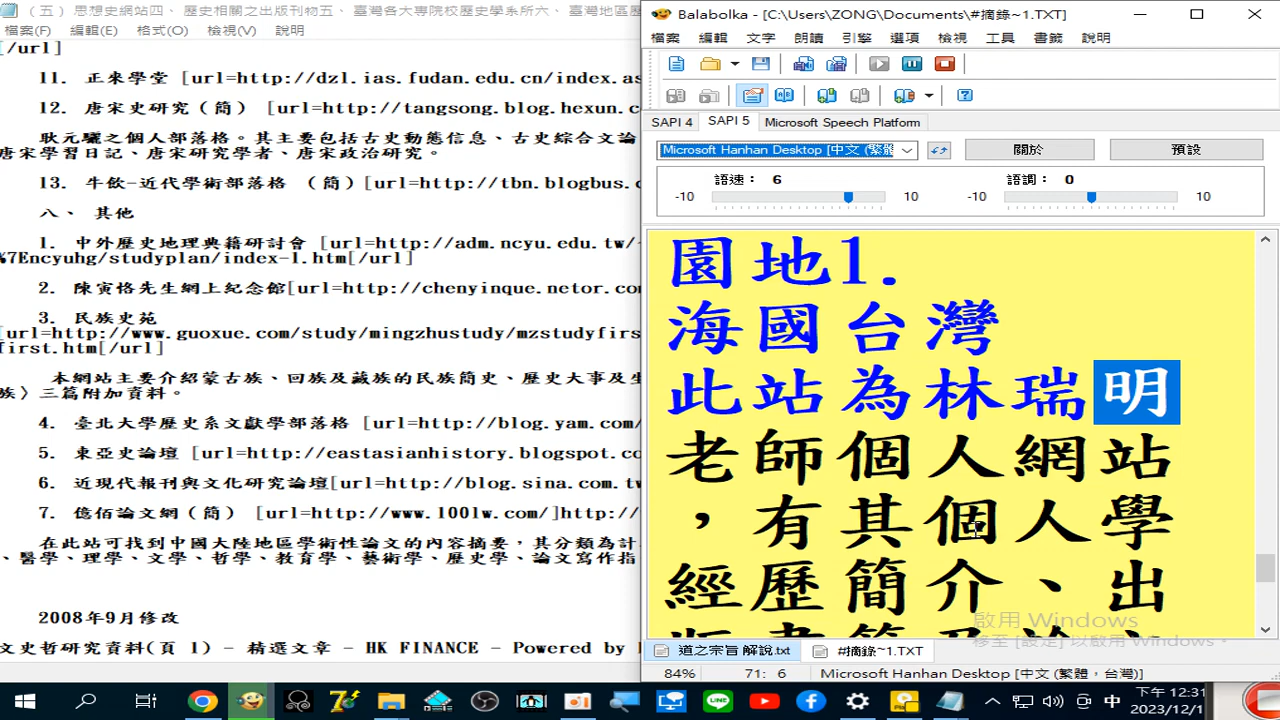 （五）思想史網站四、歷史相關之出版刊物五、臺灣各大專院校歷史學系所六、臺灣地區歷
檔案(F) 編輯(E) 格式(O) 檢視(V) 說明
[/url]
11. 正來學堂 [url=http://dzl.ias.fudan.edu.cn/index.as
12. 唐宋史研究（簡） [url=http://tangsong.blog.hexun.c
耿元驪之個人部落格。其主要包括古史動態信息、古史綜合文論
唐宋學習日記、唐宋研究學者、唐宋政治研究。
13. 牛飲-近代學術部落格 （簡）[url=http://tbn.blogbus.c
八、 其他
1. 中外歷史地理典籍研討會 [url=http://adm.ncyu.edu.tw/
%7Encyuhg/studyplan/index-1.htm[/url]
2. 陳寅恪先生網上紀念館[url=http://chenyinque.netor.com
3. 民族史苑
[url=http://www.guoxue.com/study/mingzhustudy/mzstudyfirs
first.htm[/url]
本網站主要介紹蒙古族、回族及藏族的民族簡史、歷史大事及生
族〉三篇附加資料。
4. 臺北大學歷史系文獻學部落格 [url=http://blog.yam.com/
5. 東亞史論壇 [url=http://eastasianhistory.blogspot.co
6. 近現代報刊與文化研究論壇[url=http://blog.sina.com.tw
7. 億佰論文網（簡） [url=http://www.100lw.com/]http://
在此站可找到中國大陸地區學術性論文的內容摘要，其分類為計
、醫學、理學、文學、哲學、教育學、藝術學、歷史學、論文寫作指
2008年9月修改
文史哲研究資料(頁 1) - 精選文章 - HK FINANCE - Powered by
Balabolka - [C:\Users\ZONG\Documents\#摘錄~1.TXT]
檔案 編輯 文字 朗讀 引擎 選項 檢視 工具 書籤 說明
SAPI 4 SAPI 5 Microsoft Speech Platform
Microsoft Hanhan Desktop [中文 (繁體 關於 預設
語速： 6 語調： 0
-10 10 -10 10
園地1.
海國台灣
此站為林瑞明
老師個人網站
，有其個人學
經歷簡介、出
啟用 Windows
移至 [設定] 以啟用 Windows。
道之宗旨 解說.txt #摘錄~1.TXT
84% 71: 6 Microsoft Hanhan Desktop [中文 (繁體，台灣)]
中 下午 12:31
2023/12/1